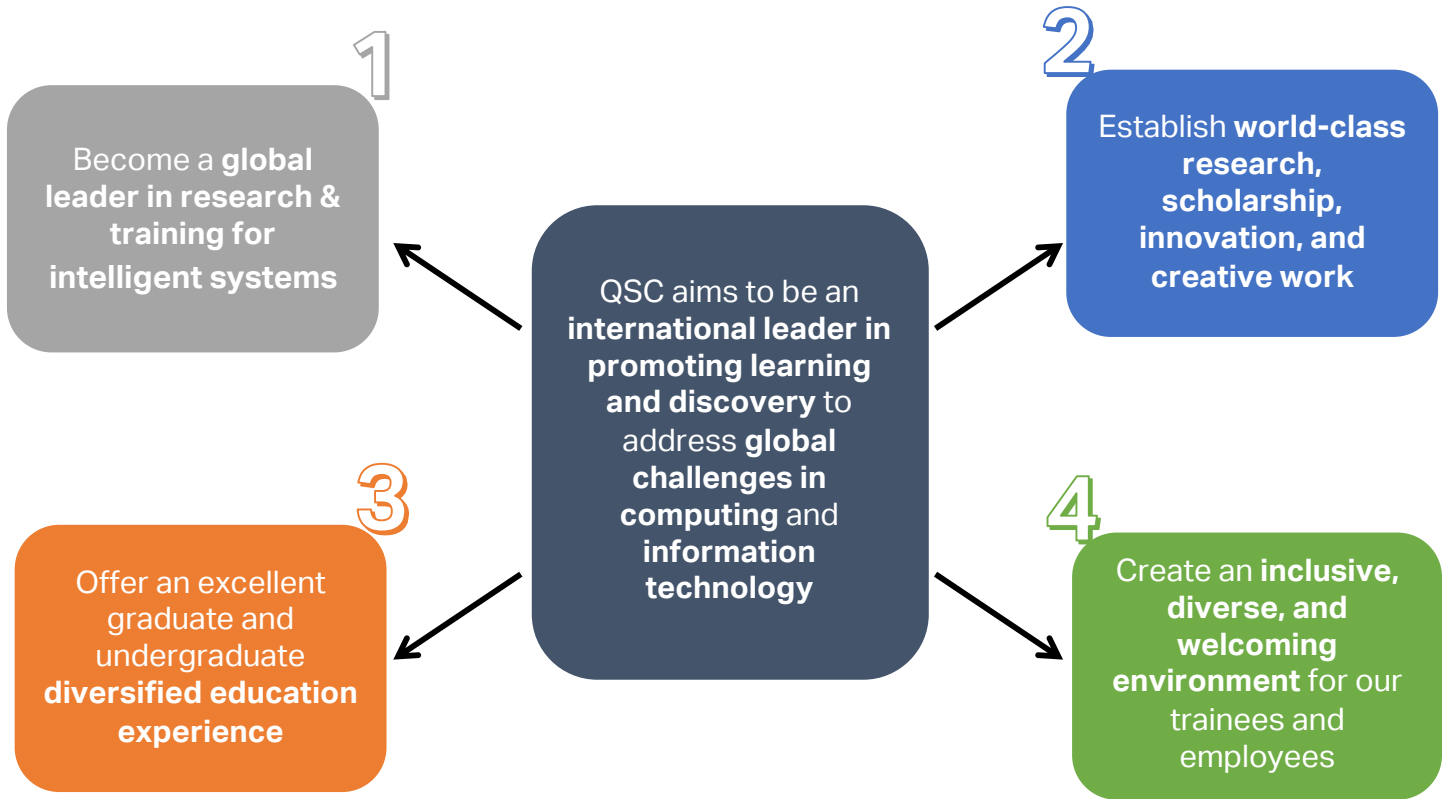 1
Become a global
leader in research &
training for
intelligent systems
2
Establish world-class
research,
scholarship,
innovation, and
creative work
QSC aims to be an
international leader in
promoting learning
and discovery to
address global
challenges in
computing and
information
technology
3
Offer an excellent
graduate and
undergraduate
diversified education
experience
4
Create an inclusive,
diverse, and
welcoming
environment for our
trainees and
employees